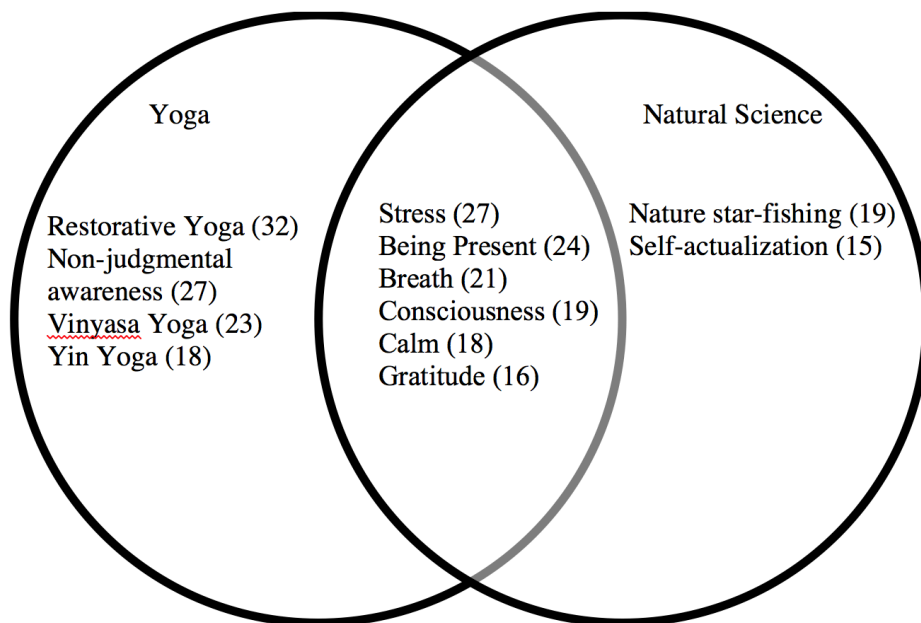 Yoga
Natural Science
Restorative Yoga (32)
Non-judgmental
awareness (27)
Vinyasa Yoga (23)
Yin Yoga (18)
Stress (27)
Being Present (24)
Breath (21)
Consciousness (19)
Calm (18)
Gratitude (16)
Nature star-fishing (19)
Self-actualization (15)